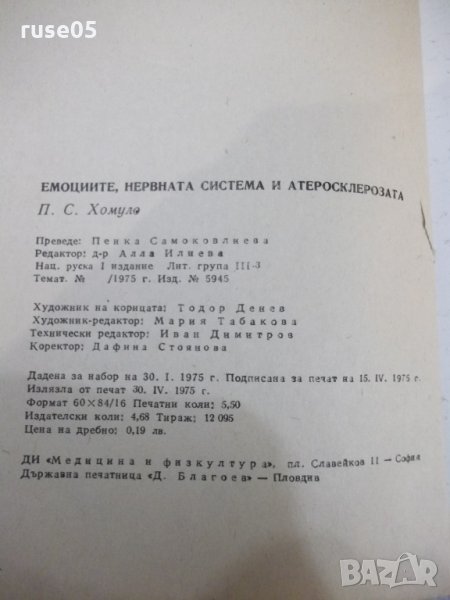 ruse05
ЕМОЦИИТЕ, НЕРВНАТА СИСТЕМА И АТЕРОСКЛЕРОЗАТА
П. С. Хомуло
Преведе: Пенка Самоковлиева
Редактор: д-р Алла Илиева
Нац. руска I издание Лит. група III-3
Темат. № /1975 г. Изд. № 5945
Художник на корицата: Тодор Денев
Художник-редактор: Мария Табакова
Технически редактор: Иван Димитров
Коректор: Дафина Стоянова
Дадена за набор на 30. I. 1975 г. Подписана за печат на 15. IV. 1975 г.
Излязла от печат 30. IV. 1975 г.
Формат 60×84/16 Печатни коли: 5,50
Издателски коли: 4,68 Тираж: 12 095
Цена на дребно: 0,19 лв.
ДИ «Медицина и физкултура», пл. Славейков II — София
Държавна печатница «Д. Благоев» — Пловдив
BAZAR
.bg